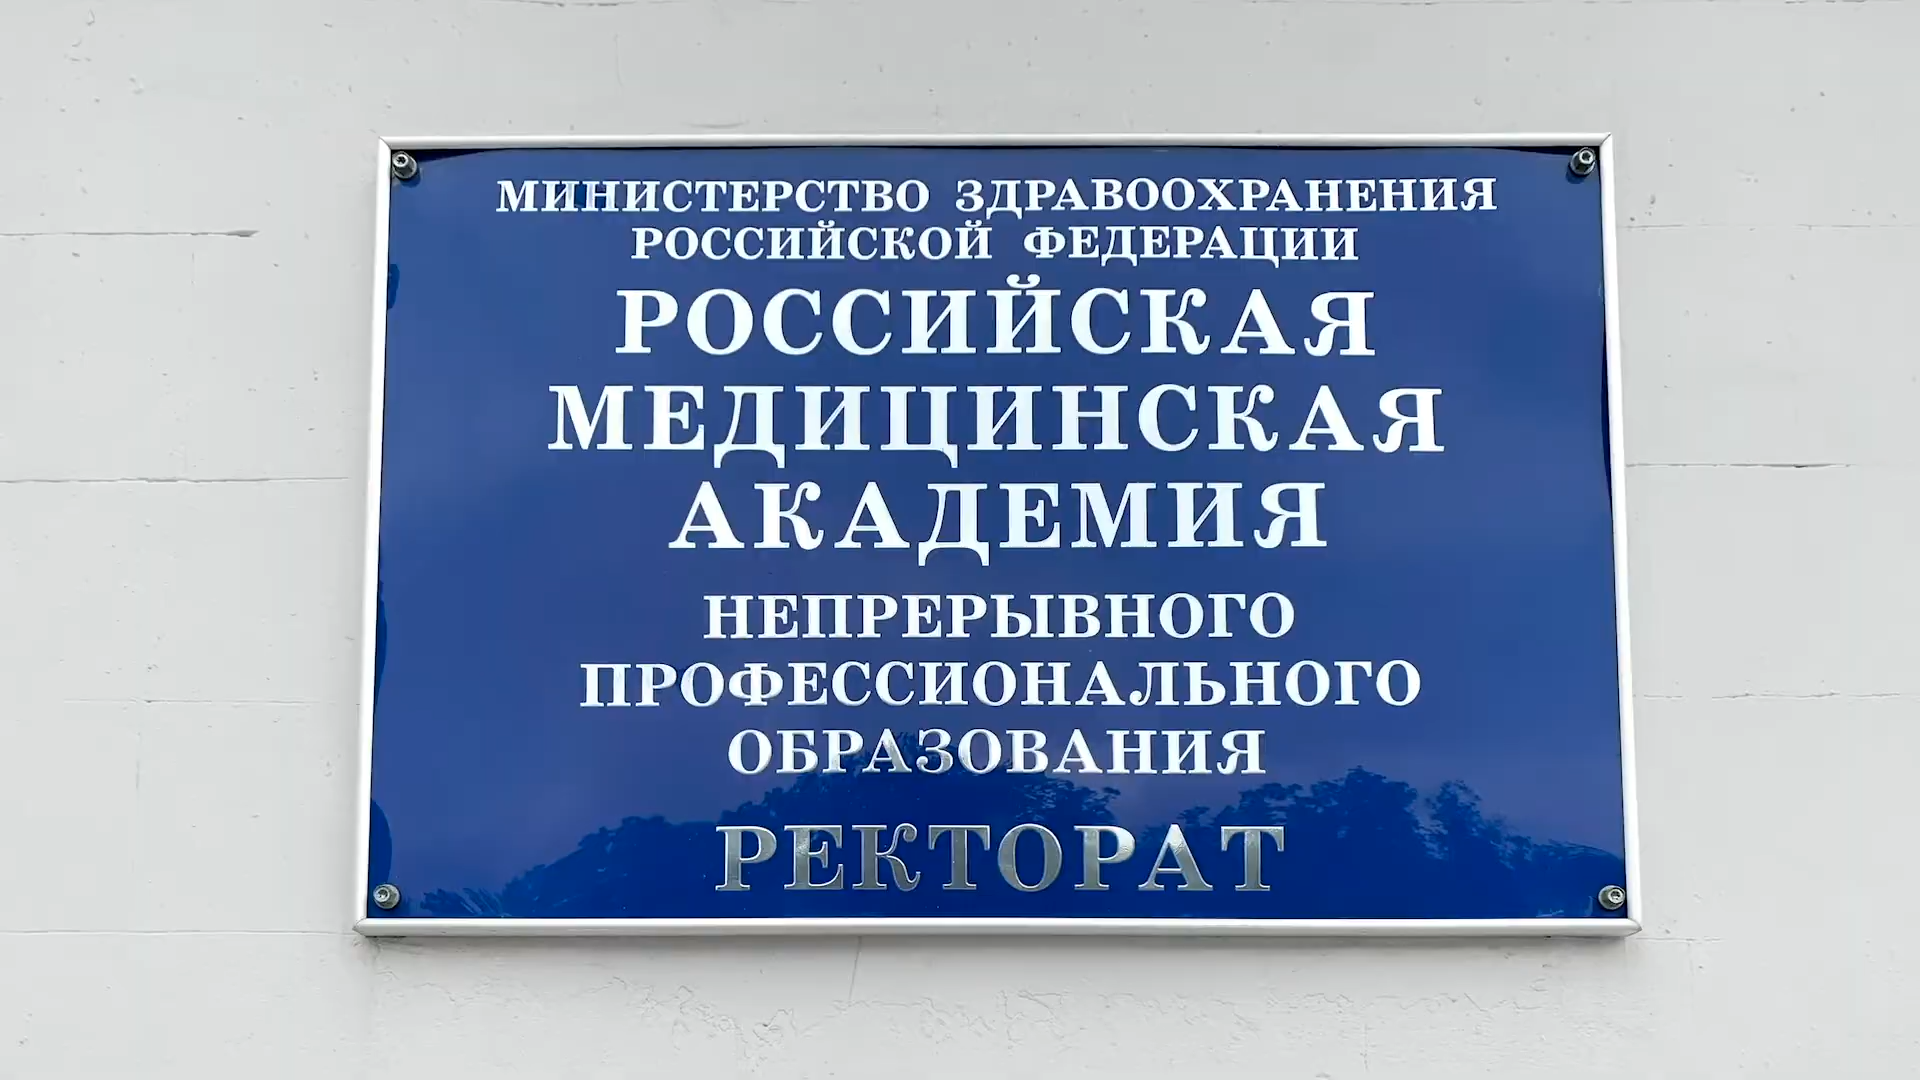 МИНИСТЕРСТВО ЗДРАВООХРАНЕНИЯ
РОССИЙСКОЙ ФЕДЕРАЦИИ
РОССИЙСКАЯ
МЕДИЦИНСКАЯ
АКАДЕМИЯ
НЕПРЕРЫВНОГО
ПРОФЕССИОНАЛЬНОГО
ОБРАЗОВАНИЯ
РЕКТОРАТ